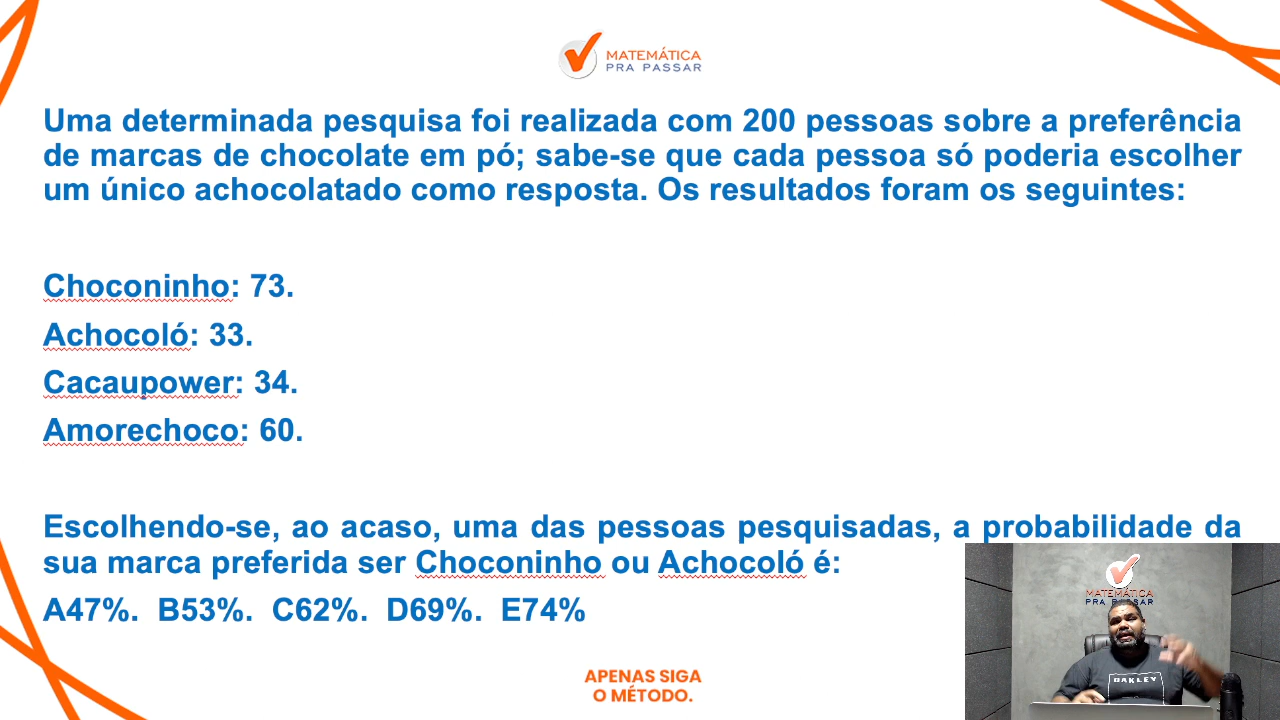 MATEMÁTICA
PRA PASSAR
Uma determinada pesquisa foi realizada com 200 pessoas sobre a preferência
de marcas de chocolate em pó; sabe-se que cada pessoa só poderia escolher
um único achocolatado como resposta. Os resultados foram os seguintes:
Choconinho: 73.
Achocoló: 33.
Cacaupower: 34.
Amorechoco: 60.
Escolhendo-se, ao acaso, uma das pessoas pesquisadas, a probabilidade da
sua marca preferida ser Choconinho ou Achocoló é:
A47%. B53%. C62%. D69%. E74%
MATEMÁTICA
PRA PASSAR
OAKLEY
APENAS SIGA
O MÉTODO.